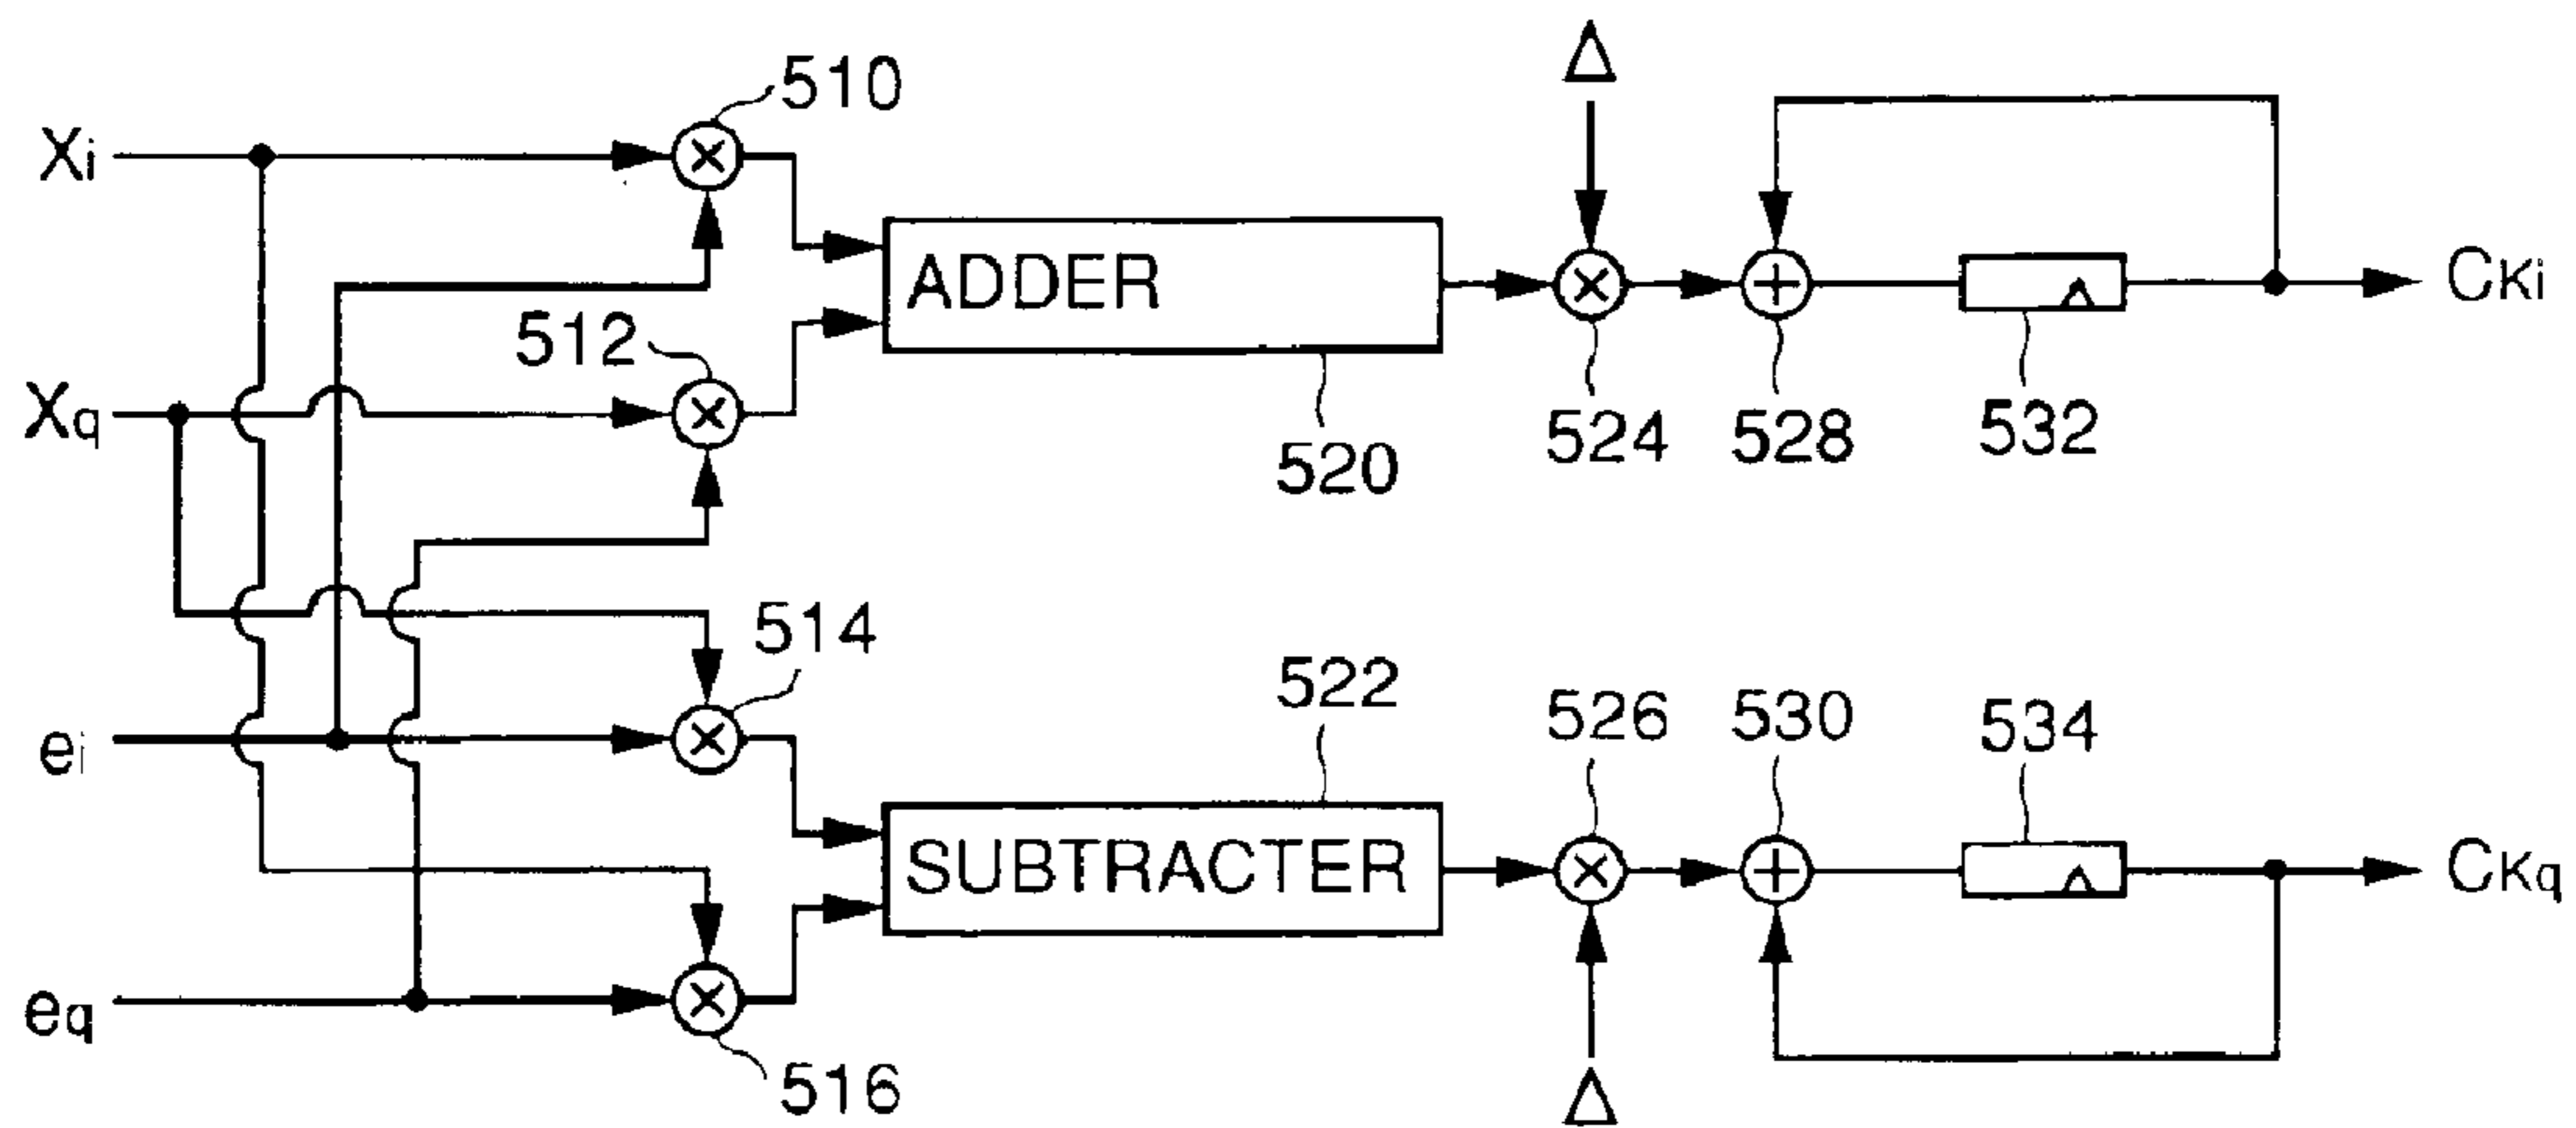 Δ
510
Xi
ADDER
CKi
512
Xq
524
528
532
520
514
522
526
530
534
ei
SUBTRACTER
CKq
eq
516
Δ